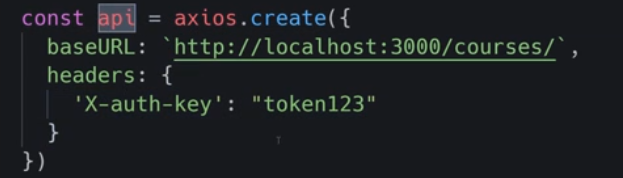 const api = axios.create({
  baseURL: `http://localhost:3000/courses/`,
  headers: {
    'X-auth-key': "token123"
  }
})